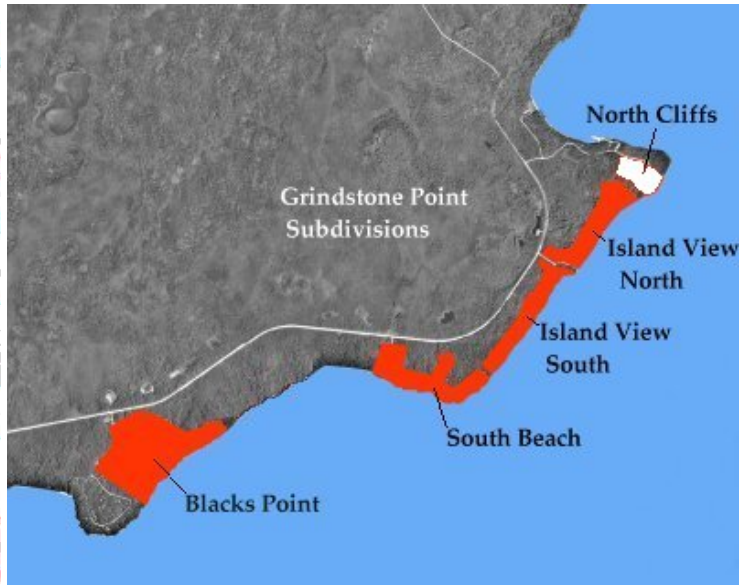 North Cliffs
Grindstone Point
Subdivisions
Island View
North
Island View
South
South Beach
Blacks Point